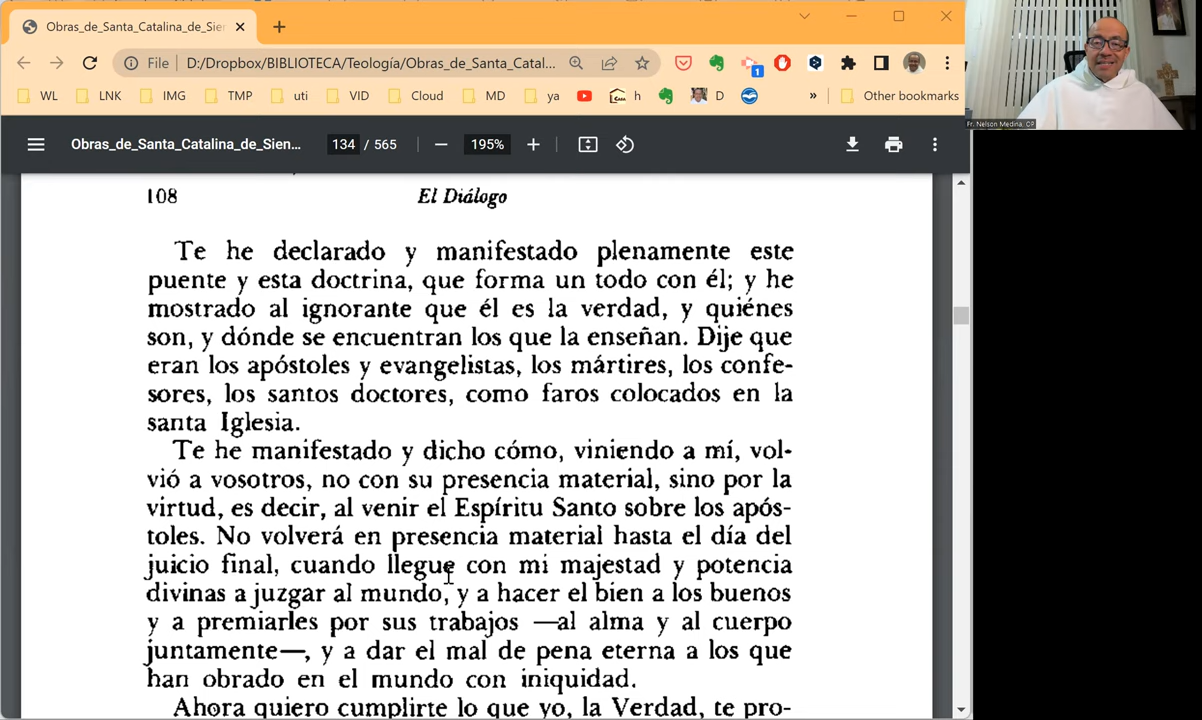 Obras_de_Santa_Catalina_de_Sie
File
D:/Dropbox/BIBLIOTECA/Teología/Obras_de_Santa_Catal...
1
WL LNK IMG TMP uti VID Cloud MD ya h D » Other bookmarks
Fr. Nelson Medina, OP
Obras_de_Santa_Catalina_de_Sien... 134 / 565 195%
108 El Diálogo
Te he declarado y manifestado plenamente este
puente y esta doctrina, que forma un todo con él; y he
mostrado al ignorante que él es la verdad, y quiénes
son, y dónde se encuentran los que la enseñan. Dije que
eran los apóstoles y evangelistas, los mártires, los confe-
sores, los santos doctores, como faros colocados en la
santa Iglesia.
Te he manifestado y dicho cómo, viniendo a mí, vol-
vió a vosotros, no con su presencia material, sino por la
virtud, es decir, al venir el Espíritu Santo sobre los após-
toles. No volverá en presencia material hasta el día del
juicio final, cuando llegue con mi majestad y potencia
divinas a juzgar al mundo, y a hacer el bien a los buenos
y a premiarles por sus trabajos —al alma y al cuerpo
juntamente—, y a dar el mal de pena eterna a los que
han obrado en el mundo con iniquidad.
Ahora quiero cumplirte lo que yo, la Verdad, te pro-